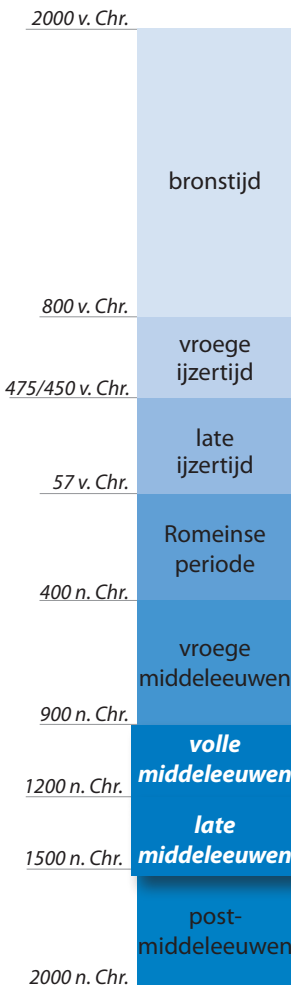 2000 v. Chr.
bronstijd
800 v. Chr.
vroege
ijzertijd
475/450 v. Chr.
late
ijzertijd
57 v. Chr.
Romeinse
periode
400 n. Chr.
vroege
middeleeuwen
900 n. Chr.
volle
middeleeuwen
1200 n. Chr.
late
middeleeuwen
1500 n. Chr.
post-
middeleeuwen
2000 n. Chr.